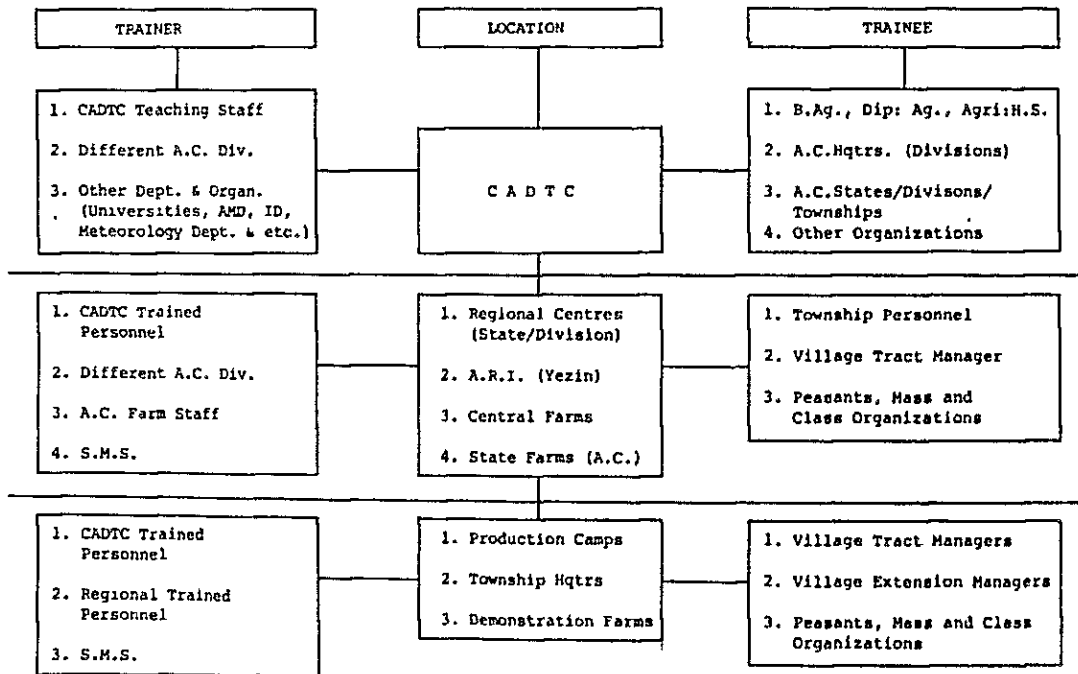 TRAINER
LOCATION
TRAINEE
1. CADTC Teaching Staff
2. Different A.C. Div.
3. Other Dept. & Organ.
(Universities, AMD, ID,
Meteorology Dept. & etc.)
C A D T C
1. B.Ag., Dip: Ag., Agri:H.S.
2. A.C.Hqtrs. (Divisions)
3. A.C.States/Divisons/
Townships
4. Other Organizations
1. CADTC Trained
Personnel
2. Different A.C. Div.
3. A.C. Farm Staff
4. S.M.S.
1. Regional Centres
(State/Division)
2. A.R.I. (Yezin)
3. Central Farms
4. State Farms (A.C.)
1. Township Personnel
2. Village Tract Manager
3. Peasants, Mass and
Class Organizations
1. CADTC Trained
Personnel
2. Regional Trained
Personnel
3. S.M.S.
1. Production Camps
2. Township Hqtrs
3. Demonstration Farms
1. Village Tract Managers
2. Village Extension Managers
3. Peasants, Mass and Class
Organizations